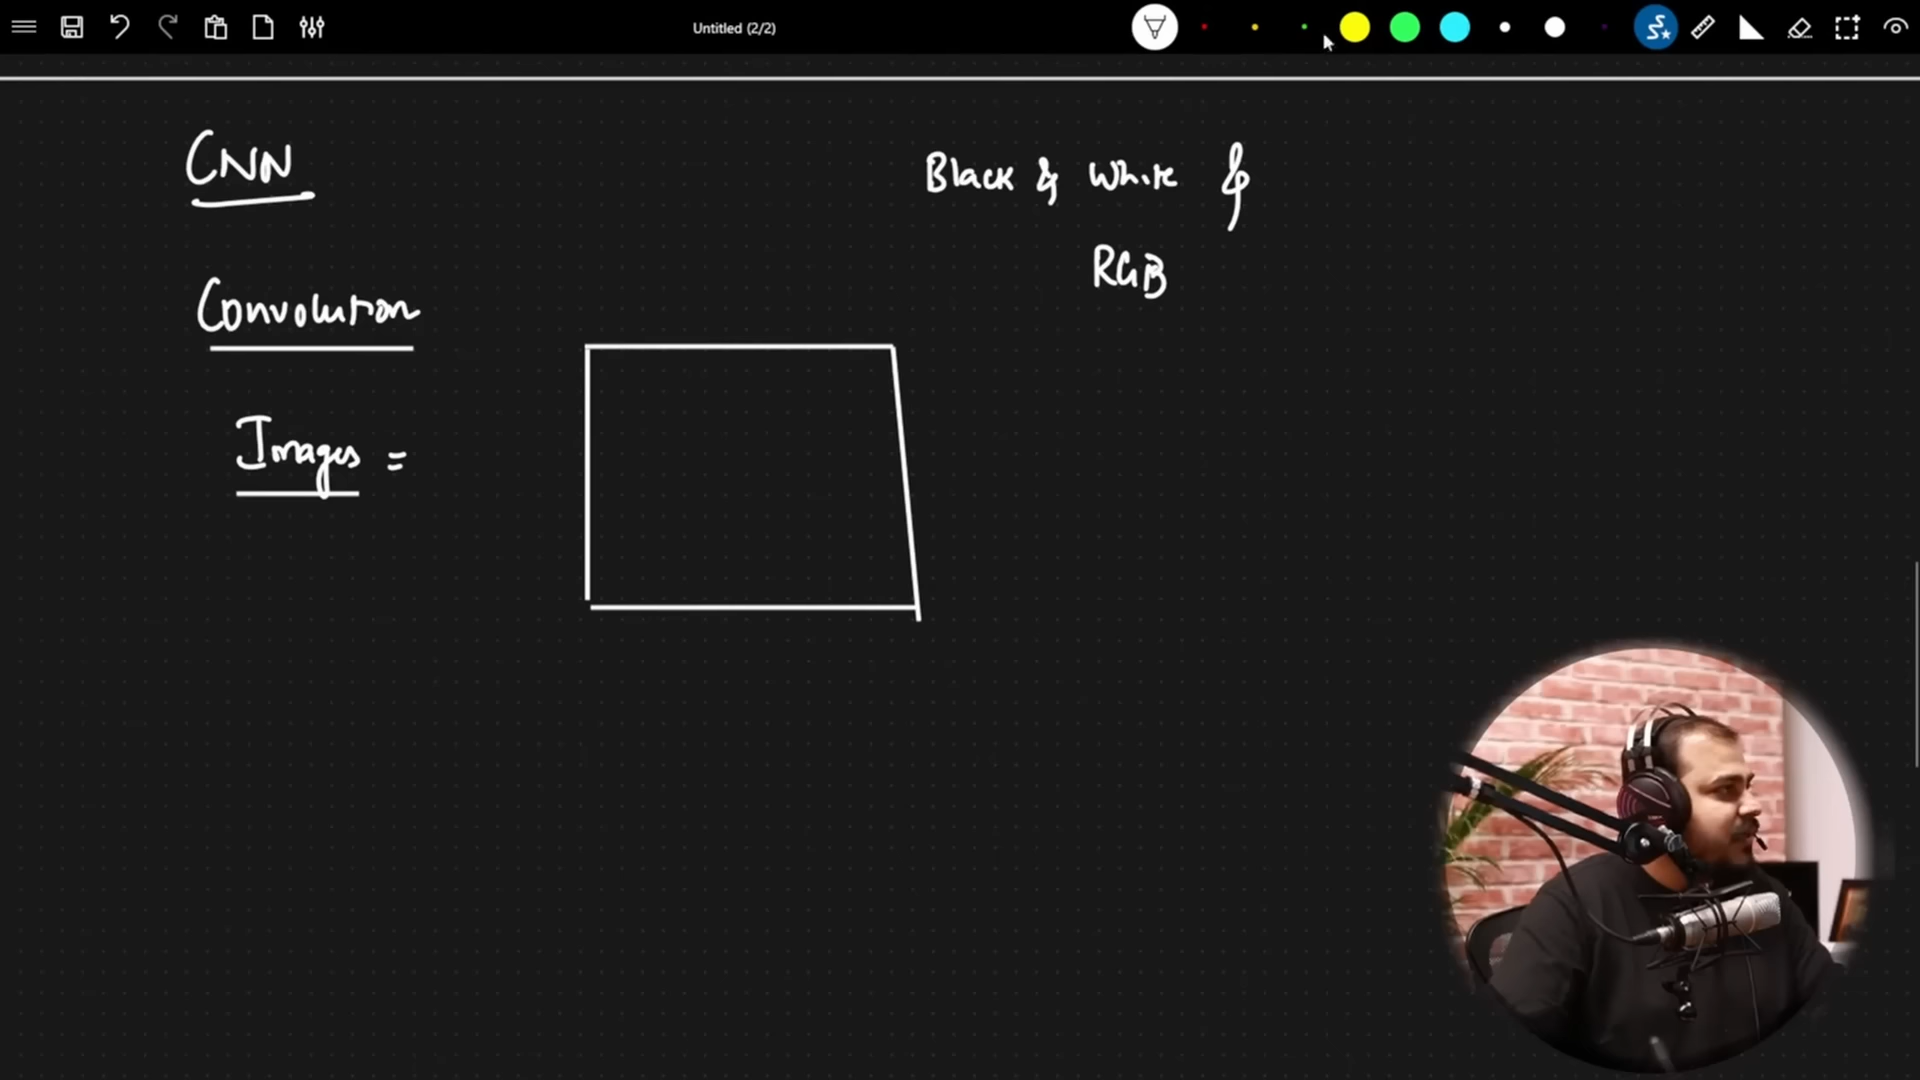 Untitled (2/2)
CNN
Black & White &
RGB
Convolution
Images =